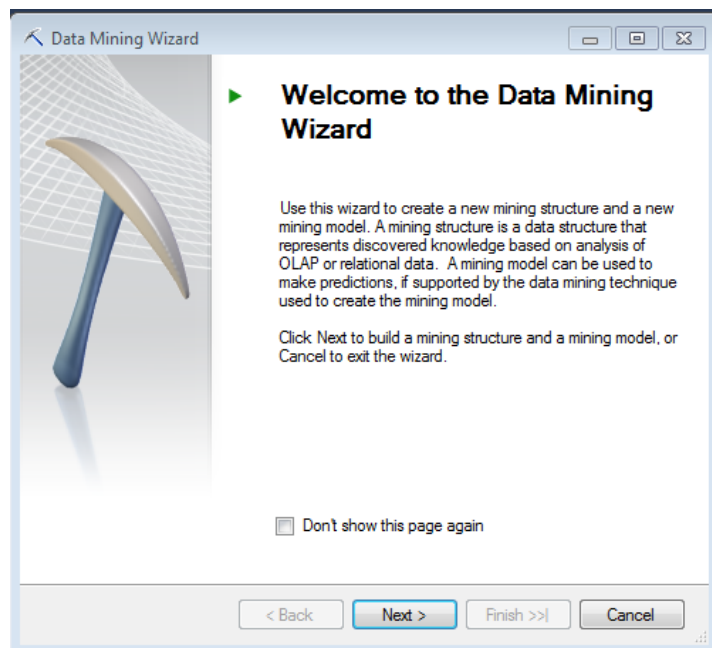 Data Mining Wizard
Welcome to the Data Mining
Wizard
Use this wizard to create a new mining structure and a new
mining model. A mining structure is a data structure that
represents discovered knowledge based on analysis of
OLAP or relational data.  A mining model can be used to
make predictions, if supported by the data mining technique
used to create the mining model.
Click Next to build a mining structure and a mining model, or
Cancel to exit the wizard.
Don't show this page again
< Back Next > Finish >>| Cancel